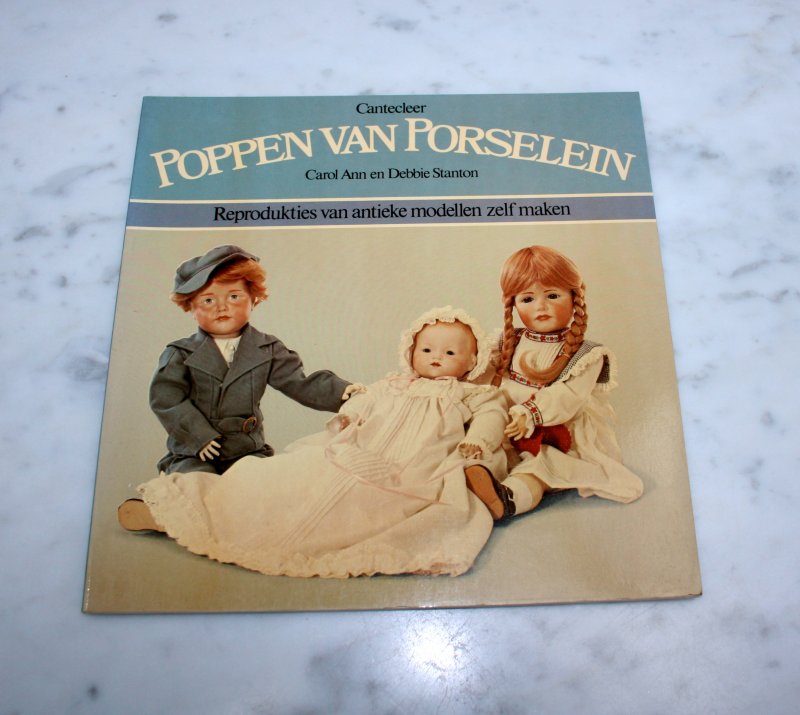 Cantecleer
POPPEN VAN PORSELEIN
Carol Ann en Debbie Stanton
Reprodukties van antieke modellen zelf maken